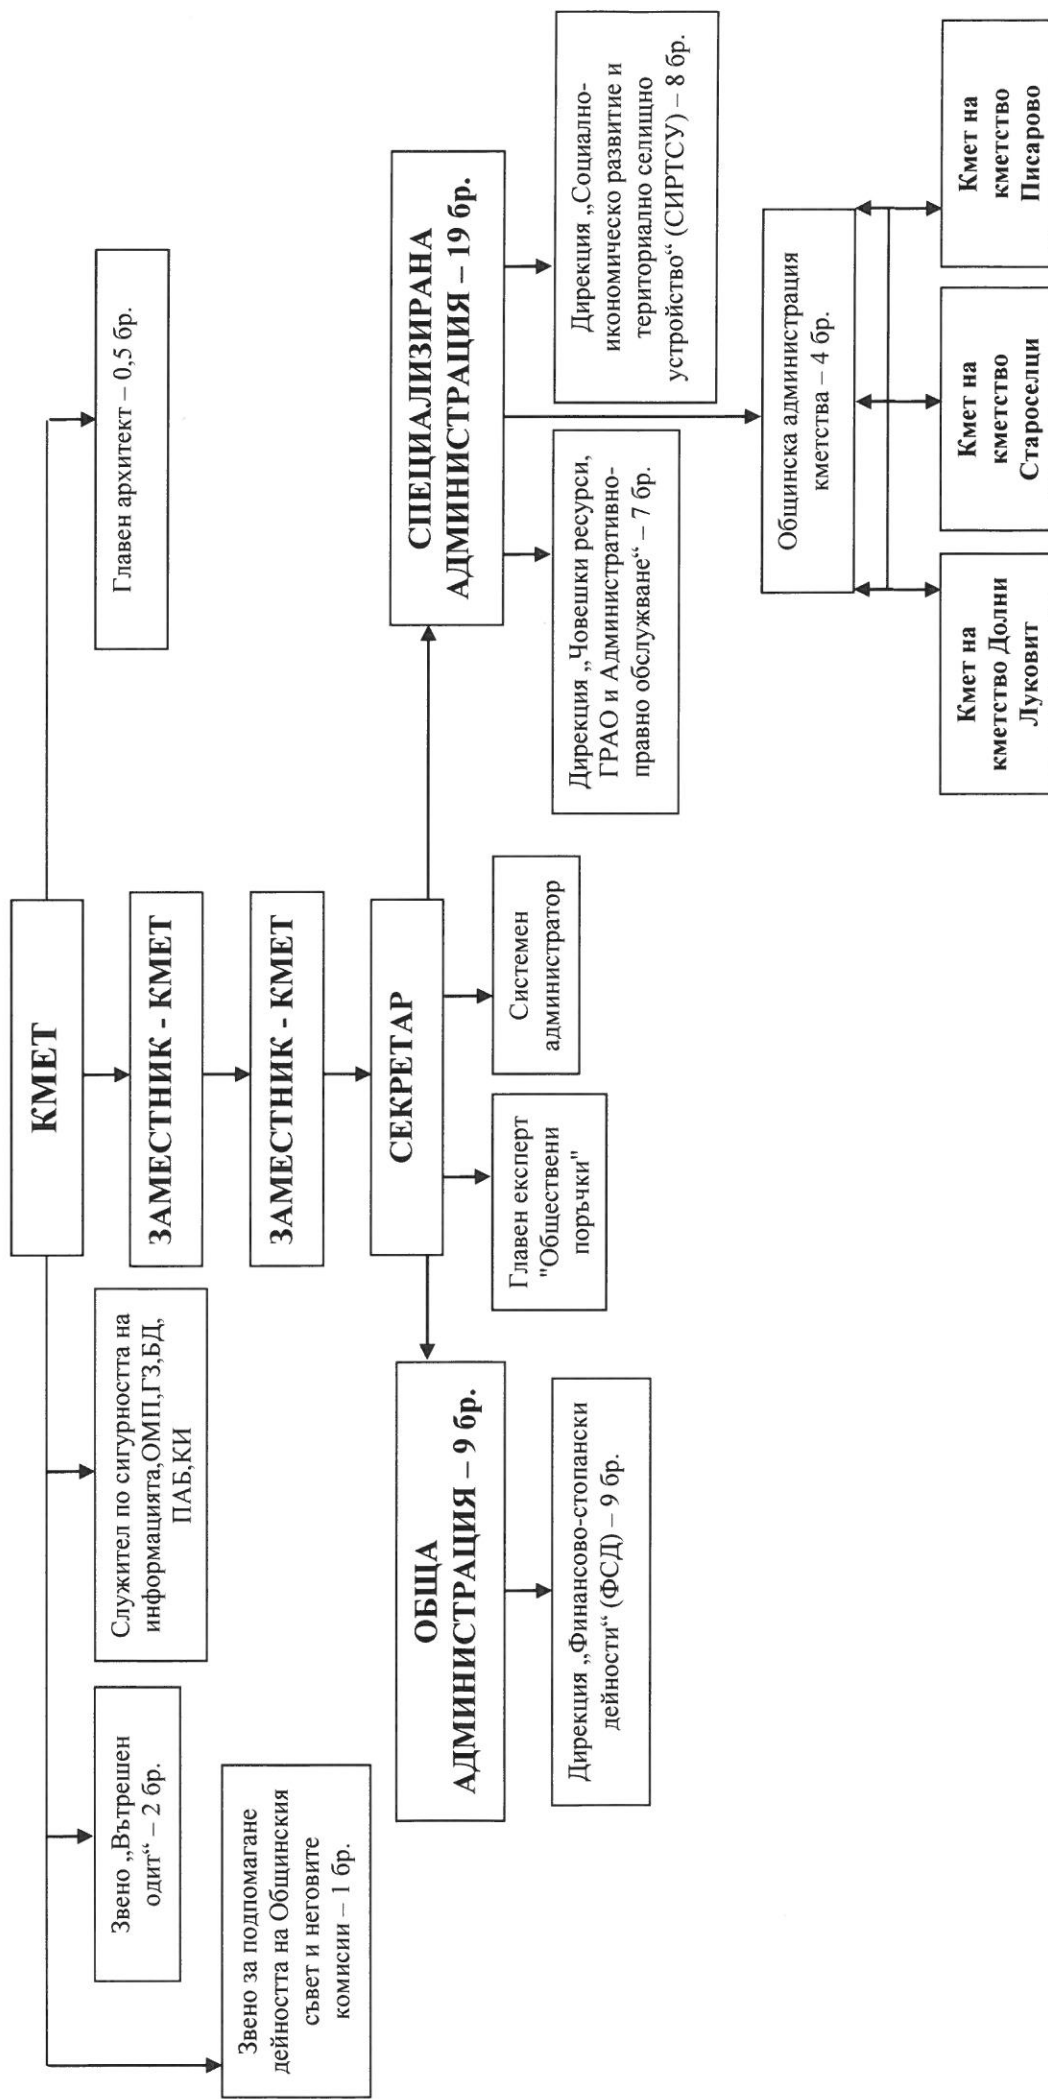 КМЕТ
Главен архитект – 0,5 бр.
Служител по сигурността на
информацията,ОМП,ГЗ,БД,
ПАБ,КИ
Звено „Вътрешен
одит“ – 2 бр.
Звено за подпомагане
дейността на Общинския
съвет и неговите
комисии – 1 бр.
ЗАМЕСТНИК - КМЕТ
ЗАМЕСТНИК - КМЕТ
СЕКРЕТАР
ОБЩА
АДМИНИСТРАЦИЯ – 9 бр.
СПЕЦИАЛИЗИРАНА
АДМИНИСТРАЦИЯ – 19 бр.
Главен експерт
"Обществени
поръчки"
Системен
администратор
Дирекция „Финансово-стопански
дейности“ (ФСД) – 9 бр.
Дирекция „Човешки ресурси,
ГРАО и Административно-
правно обслужване“ – 7 бр.
Дирекция „Социално-
икономическо развитие и
териториално селищно
устройство“ (СИРТСУ) – 8 бр.
Общинска администрация
кметства – 4 бр.
Кмет на
кметство Долни
Луковит
Кмет на
кметство
Староселци
Кмет на
кметство
Писарово